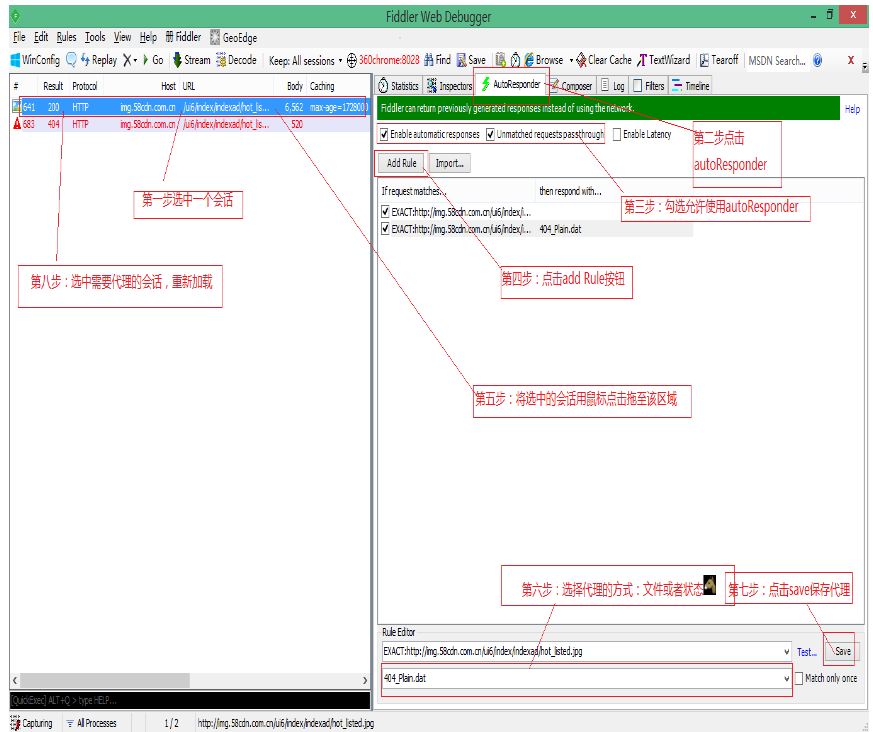 Fiddler Web Debugger
File Edit Rules Tools View Help Fiddler GeoEdge
WinConfig Replay X Go Stream Decode Keep: All sessions 360chrome:8028 Find Save Browse Clear Cache TextWizard Tearoff MSDN Search... X
# Result Protocol Host URL Body Caching
641 200 HTTP img.58cdn.com.cn /ui6/index/indexad/hot_lis... 6,562 max-age=1728000
683 404 HTTP img.58cdn.com.cn /ui6/index/indexad/hot_lis... 520
Statistics Inspectors AutoResponder Composer Log Filters Timeline
Fiddler can return previously generated responses instead of using the network. Help
Enable automatic responses Unmatched requests passthrough Enable Latency
Add Rule Import...
If request matches... then respond with...
EXACT:http://img.58cdn.com.cn/ui6/index/i...
EXACT:http://img.58cdn.com.cn/ui6/index/i... 404_Plain.dat
第二步点击
autoResponder
第一步选中一个会话
第三步：勾选允许使用autoResponder
第八步：选中需要代理的会话，重新加载
第四步：点击add Rule按钮
第五步：将选中的会话用鼠标点击拖至该区域
第六步：选择代理的方式：文件或者状态
第七步：点击save保存代理
Rule Editor
EXACT:http://img.58cdn.com.cn/ui6/index/indexad/hot_listed.jpg Test... Save
404_Plain.dat Match only once
[QuickExec] ALT+Q > type HELP...
Capturing All Processes 1 / 2 http://img.58cdn.com.cn/ui6/index/indexad/hot_listed.jpg